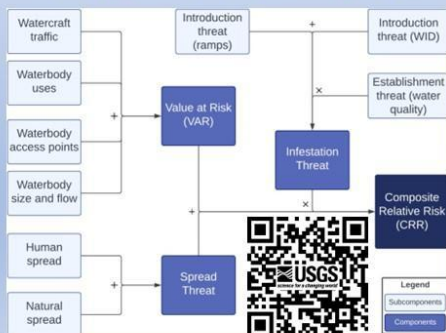 Watercraft
traffic
Waterbody
uses
Waterbody
access points
Waterbody
size and flow
Human
spread
Natural
spread
+
+
Value at Risk
(VAR)
Spread
Threat
+
Introduction
threat
(ramps)
+
Introduction
threat (WID)
×
Establishment
threat (water
quality)
Infestation
Threat
×
Composite
Relative Risk
(CRR)
USGS
science for a changing world
Legend
Subcomponents
Components